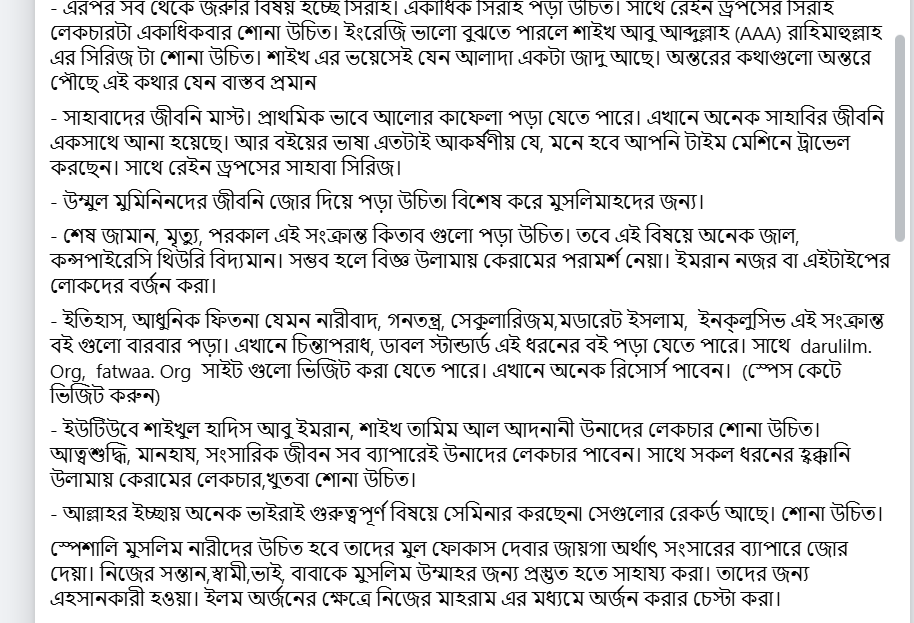 - এরপর সব থেকে জরুরি বিষয় হচ্ছে সিরাহ। একাধিক সিরাহ পড়া উচিত। সাথে রেইন ড্রপসের সিরাহ
লেকচারটা একাধিকবার শোনা উচিত। ইংরেজি ভালো বুঝতে পারলে শাইখ আবু আব্দুল্লাহ (AAA) রাহিমাহুল্লাহ
এর সিরিজ টা শোনা উচিত। শাইখ এর ভয়েসেই যেন আলাদা একটা জাদু আছে। অন্তরের কথাগুলো অন্তরে
পৌছে এই কথার যেন বাস্তব প্রমান
- সাহাবাদের জীবনি মাস্ট। প্রাথমিক ভাবে আলোর কাফেলা পড়া যেতে পারে। এখানে অনেক সাহাবির জীবনি
একসাথে আনা হয়েছে। আর বইয়ের ভাষা এতটাই আকর্ষণীয় যে, মনে হবে আপনি টাইম মেশিনে ট্রাভেল
করছেন। সাথে রেইন ড্রপসের সাহাবা সিরিজ।
- উম্মুল মুমিনিনদের জীবনি জোর দিয়ে পড়া উচিত৷ বিশেষ করে মুসলিমাহদের জন্য।
- শেষ জামান, মৃত্যু, পরকাল এই সংক্রান্ত কিতাব গুলো পড়া উচিত। তবে এই বিষয়ে অনেক জাল,
কন্সপাইরেসি থিউরি বিদ্যমান। সম্ভব হলে বিজ্ঞ উলামায় কেরামের পরামর্শ নেয়া। ইমরান নজর বা এইটাইপের
লোকদের বর্জন করা।
- ইতিহাস, আধুনিক ফিতনা যেমন নারীবাদ, গনতন্ত্র, সেকুলারিজম,মডারেট ইসলাম, ইনক্লুসিভ এই সংক্রান্ত
বই গুলো বারবার পড়া। এখানে চিন্তাপরাধ, ডাবল স্টান্ডার্ড এই ধরনের বই পড়া যেতে পারে। সাথে darulilm.
Org, fatwaa. Org সাইট গুলো ভিজিট করা যেতে পারে। এখানে অনেক রিসোর্স পাবেন। (স্পেস কেটে
ভিজিট করুন)
- ইউটিউবে শাইখুল হাদিস আবু ইমরান, শাইখ তামিম আল আদনানী উনাদের লেকচার শোনা উচিত।
আত্বশুদ্ধি, মানহায, সংসারিক জীবন সব ব্যাপারেই উনাদের লেকচার পাবেন। সাথে সকল ধরনের হ্বক্কানি
উলামায় কেরামের লেকচার,খুতবা শোনা উচিত।
- আল্লাহর ইচ্ছায় অনেক ভাইরাই গুরুত্বপূর্ণ বিষয়ে সেমিনার করছেন৷ সেগুলোর রেকর্ড আছে। শোনা উচিত।
স্পেশালি মুসলিম নারীদের উচিত হবে তাদের মুল ফোকাস দেবার জায়গা অর্থাৎ সংসারের ব্যাপারে জোর
দেয়া। নিজের সন্তান,স্বামী,ভাই, বাবাকে মুসলিম উম্মাহর জন্য প্রস্তুত হতে সাহায্য করা। তাদের জন্য
এহসানকারী হওয়া। ইলম অর্জনের ক্ষেত্রে নিজের মাহরাম এর মধ্যমে অর্জন করার চেস্টা করা।